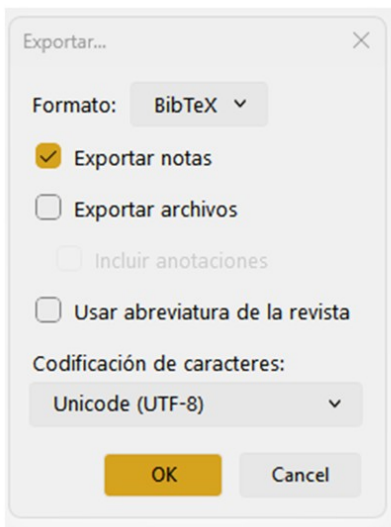 Exportar...
Formato: BibTeX
Exportar notas
Exportar archivos
Incluir anotaciones
Usar abreviatura de la revista
Codificación de caracteres:
Unicode (UTF-8)
OK Cancel